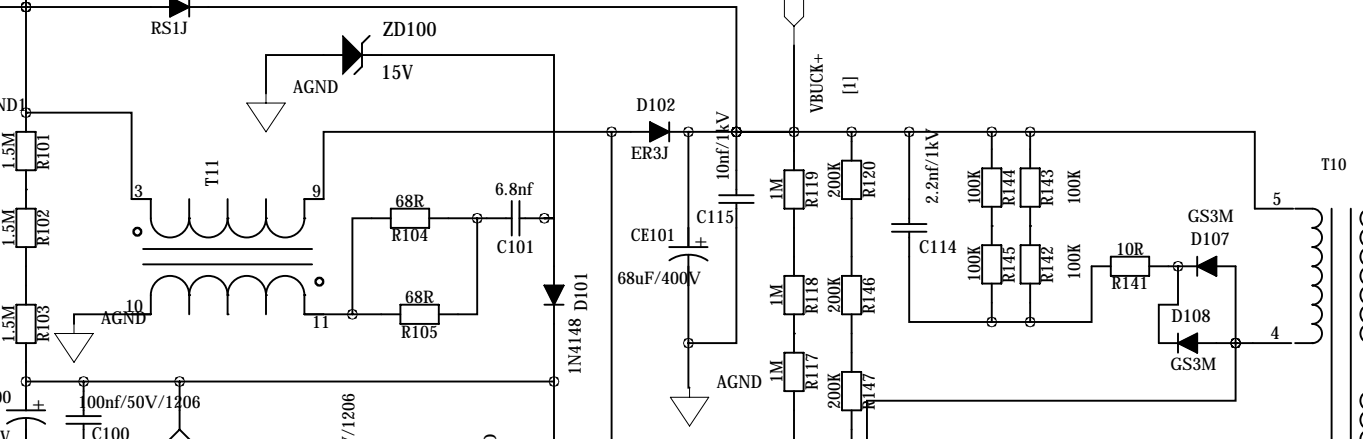 RS1J
ZD100
15V
AGND
VBUCK+
[1]
ND1
1.5M
R101
1.5M
R102
1.5M
R103
T11
3
9
10
11
AGND
68R
R104
68R
R105
6.8nf
C101
D101
1N4148
D102
ER3J
10nf/1kV
C115
CE101
+
68uF/400V
AGND
1M
R119
1M
R118
1M
R117
200K
R120
200K
R146
200K
R147
2.2nf/1kV
C114
100K
R144
R143
100K
100K
R145
R142
100K
10R
R141
GS3M
D107
D108
GS3M
T10
5
4
100nf/50V/1206
C100
+
/1206